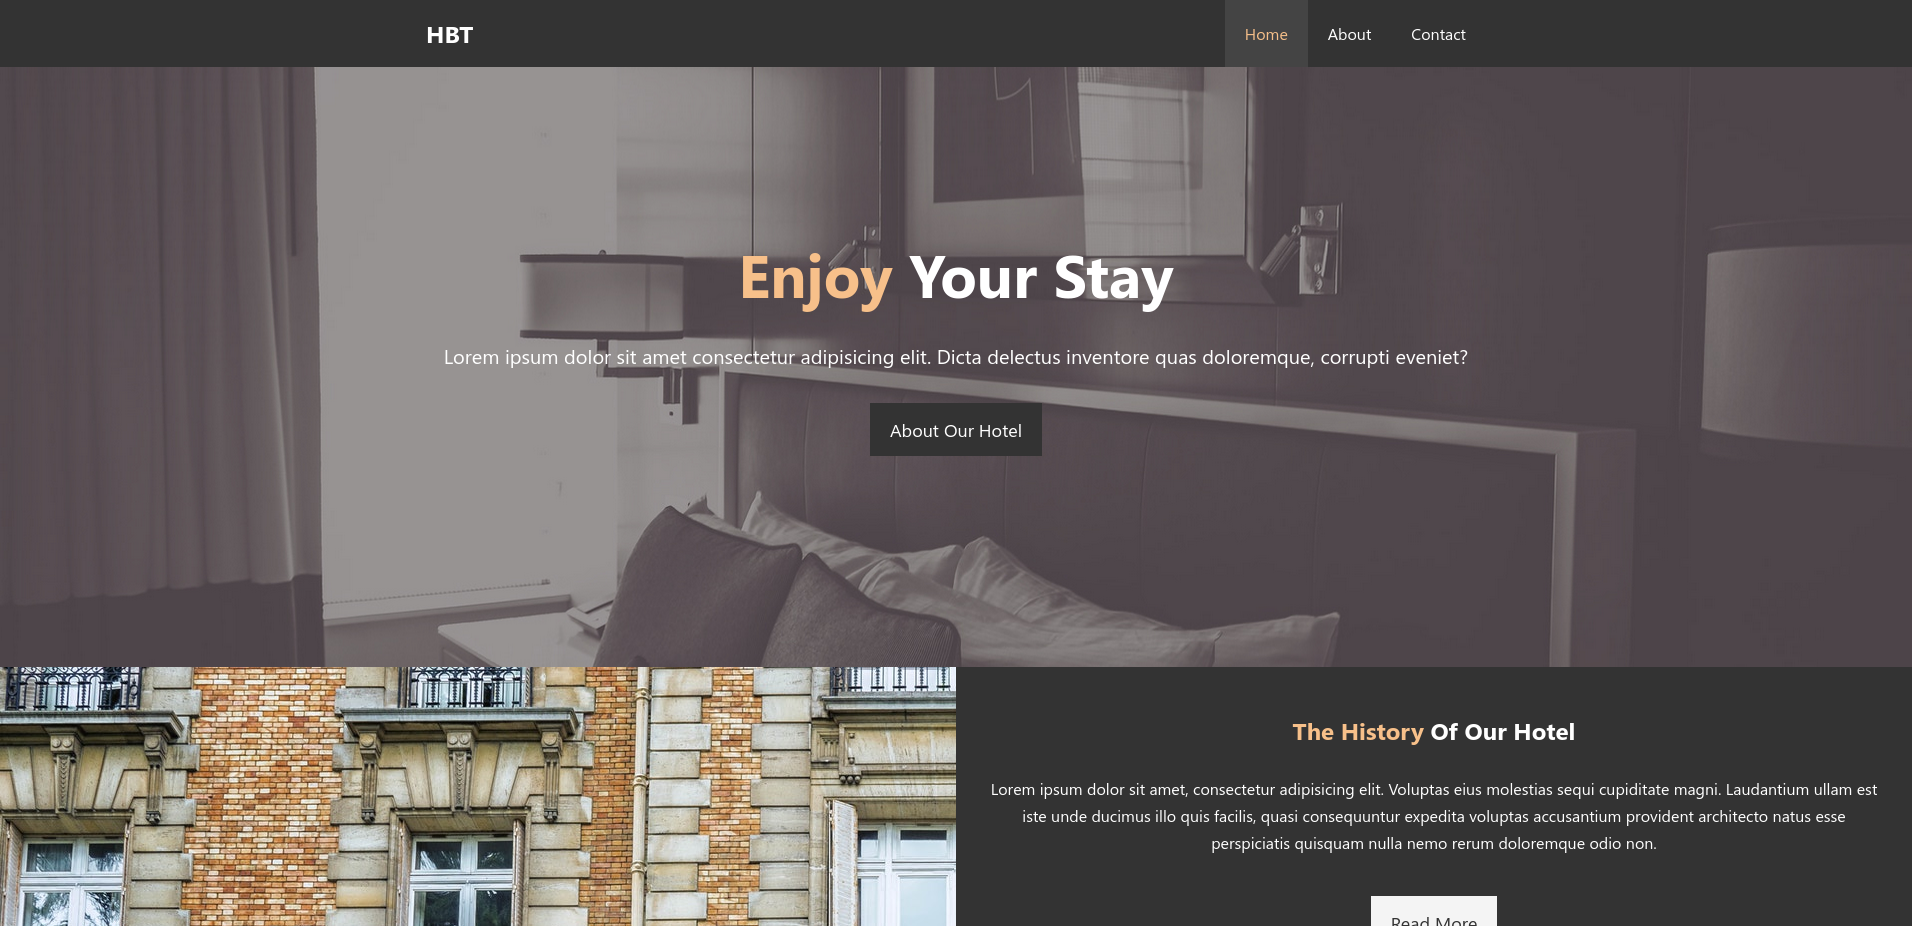 HBT
Home About Contact
Enjoy Your Stay
Lorem ipsum dolor sit amet consectetur adipisicing elit. Dicta delectus inventore quas doloremque, corrupti eveniet?
About Our Hotel
The History Of Our Hotel
Lorem ipsum dolor sit amet, consectetur adipisicing elit. Voluptas eius molestias sequi cupiditate magni. Laudantium ullam est
iste unde ducimus illo quis facilis, quasi consequuntur expedita voluptas accusantium provident architecto natus esse
perspiciatis quisquam nulla nemo rerum doloremque odio non.
Read More